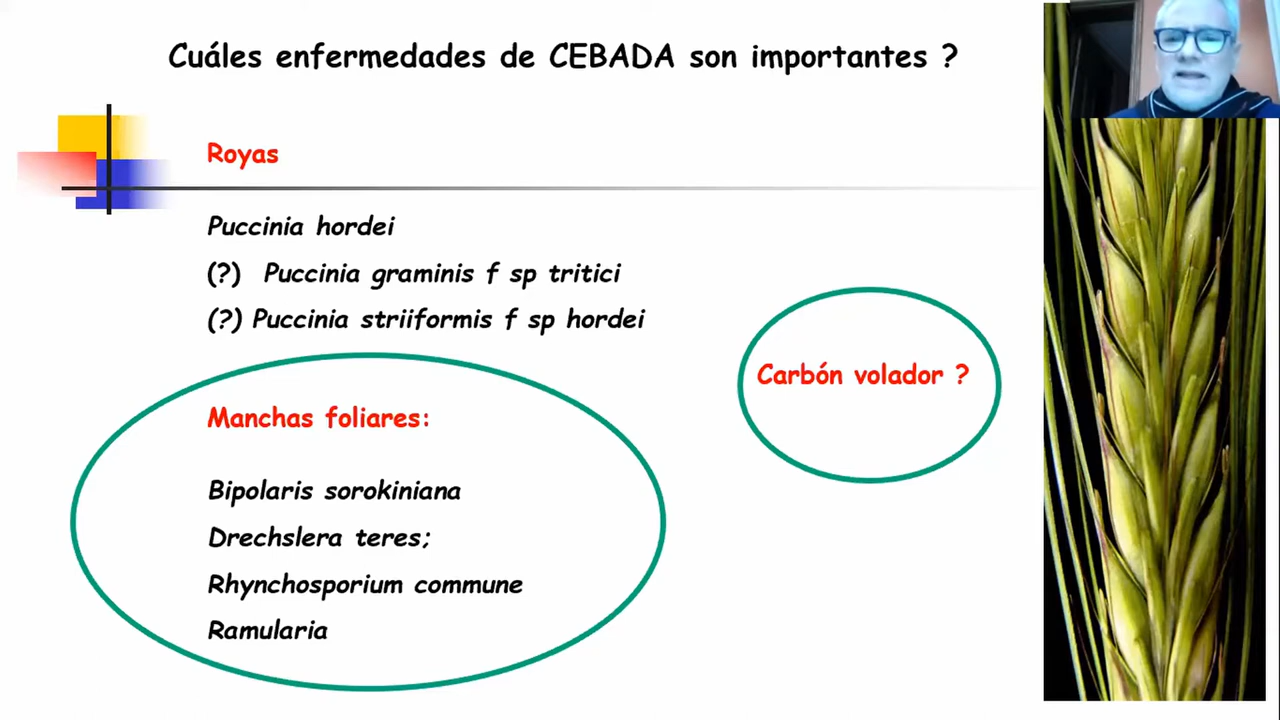 Cuáles enfermedades de CEBADA son importantes ?
Royas
Puccinia hordei
(?) Puccinia graminis f sp tritici
(?) Puccinia striiformis f sp hordei
Carbón volador ?
Manchas foliares:
Bipolaris sorokiniana
Drechslera teres;
Rhynchosporium commune
Ramularia